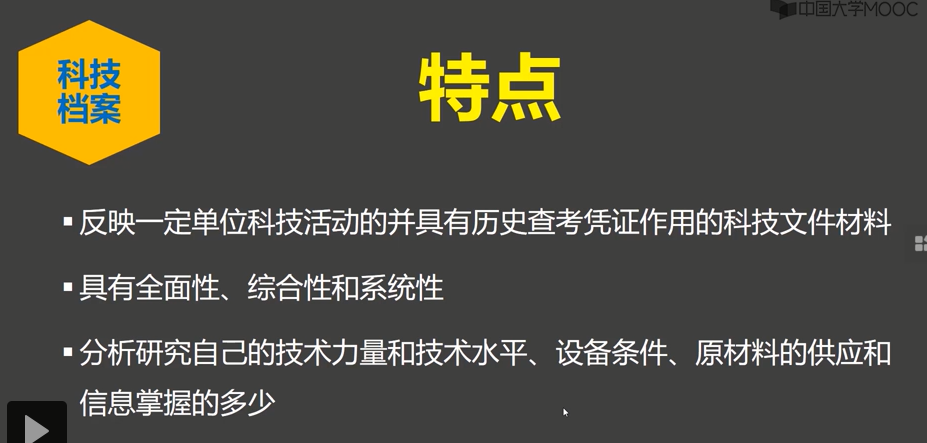 中国大学MOOC
科技
档案
特点
▪反映一定单位科技活动的并具有历史查考凭证作用的科技文件材料
▪具有全面性、综合性和系统性
▪分析研究自己的技术力量和技术水平、设备条件、原材料的供应和
信息掌握的多少